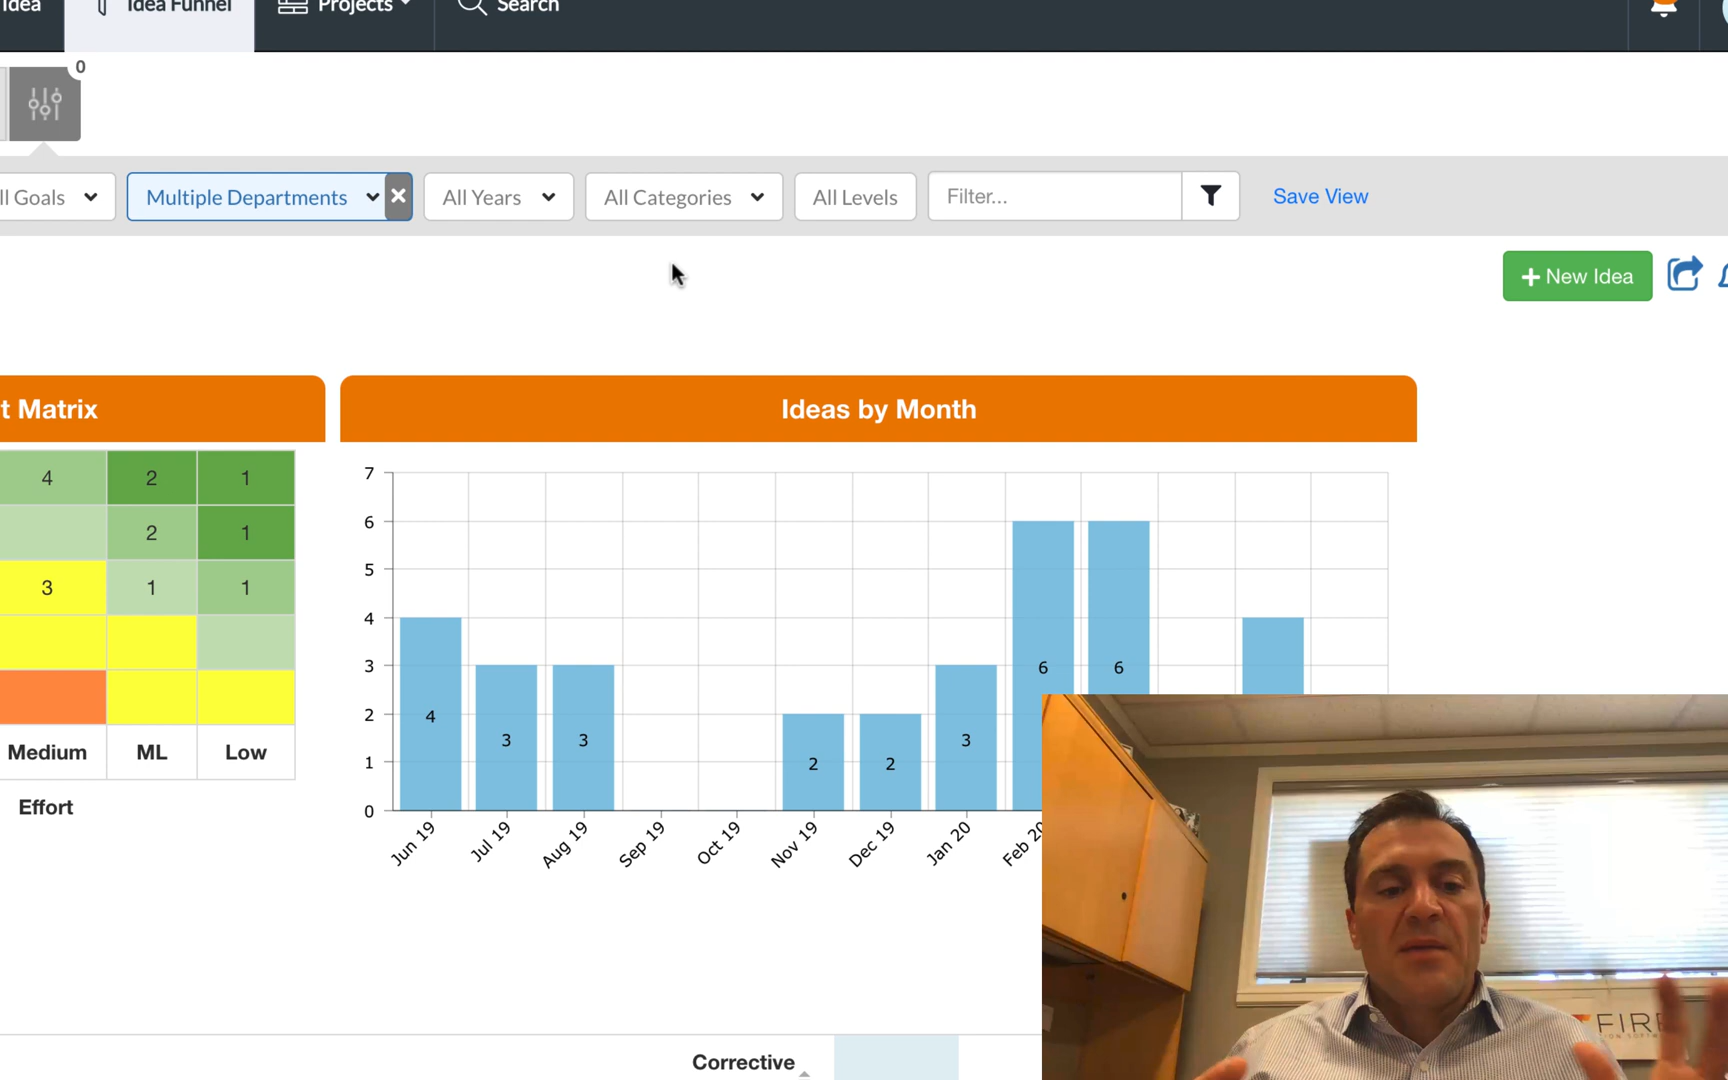 Idea Idea Funnel Projects Search
0
ll Goals Multiple Departments All Years All Categories All Levels Filter... Save View
+ New Idea
t Matrix
4 2 1
2 1
3 1 1
Medium ML Low
Effort
Ideas by Month
7
6
5
4
3
2
1
0
4 3 3 2 2 3 6 6
Jun 19 Jul 19 Aug 19 Sep 19 Oct 19 Nov 19 Dec 19 Jan 20 Feb 20
Corrective
FIRE